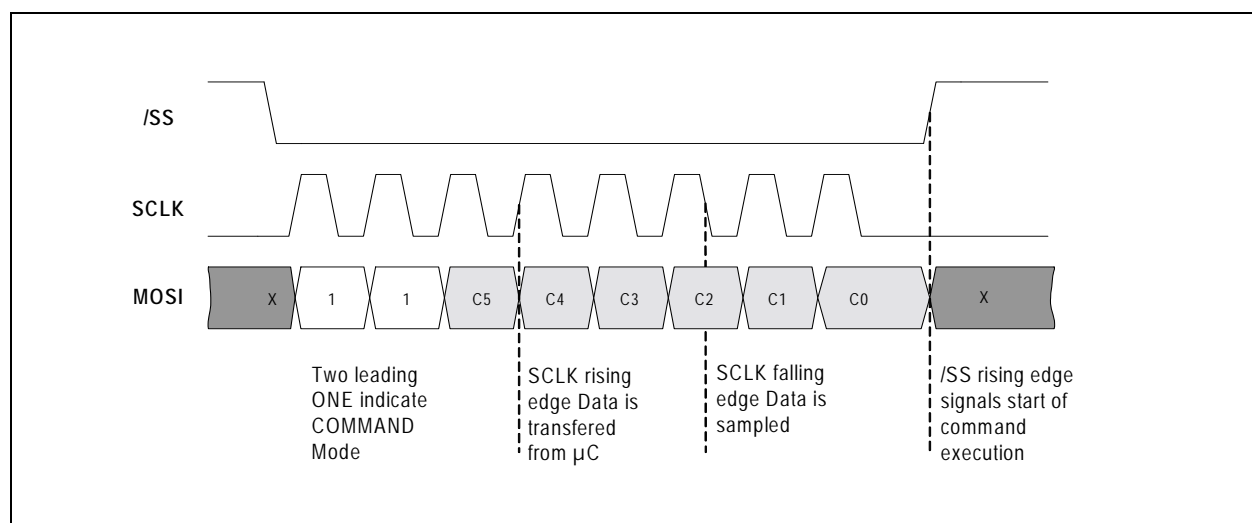 /SS
SCLK
MOSI
X 1 1 C5 C4 C3 C2 C1 C0 X
Two leading
ONE indicate
COMMAND
Mode
SCLK rising
edge Data is
transfered
from µC
SCLK falling
edge Data is
sampled
/SS rising edge
signals start of
command
execution